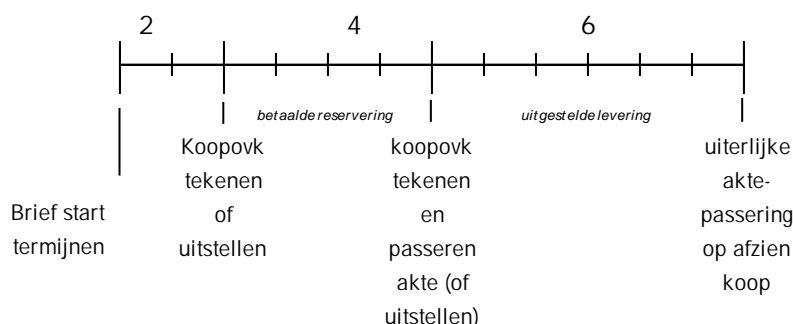 2 4 6
betaalde reservering
uitgestelde levering
Brief start
termijnen
Koopovk
tekenen
of
uitstellen
koopovk
tekenen
en
passeren
akte (of
uitstellen)
uiterlijke
akte-
passering
op afzien
koop